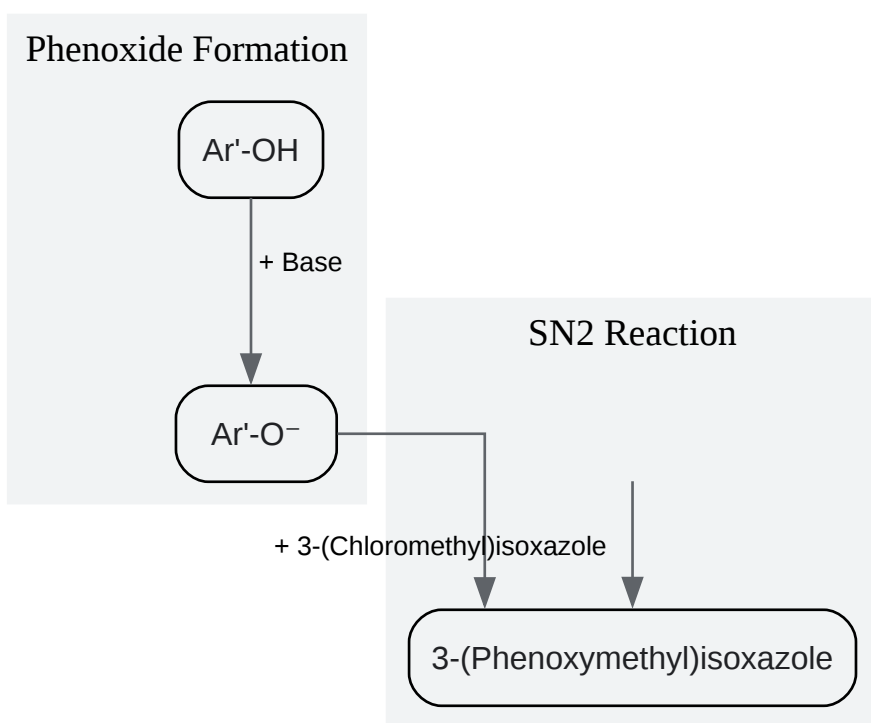 Phenoxide Formation
Ar'-OH
+ Base
SN2 Reaction
Ar'-O⁻
+ 3-(Chloromethyl)isoxazole
3-(Phenoxymethyl)isoxazole